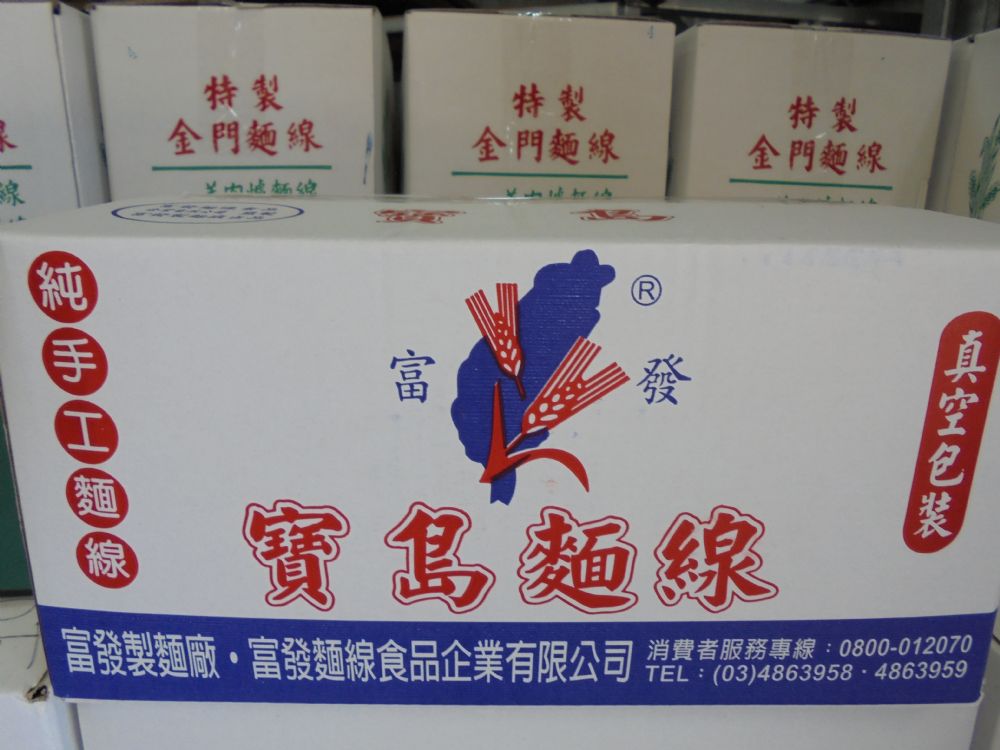 特製
金門麵線
特製
金門麵線
特製
金門麵線
線
寶島
純手工麵線
富發
®
真空包裝
寶島麵線
富發製麵廠・富發麵線食品企業有限公司
消費者服務專線：0800-012070
TEL：(03)4863958・4863959